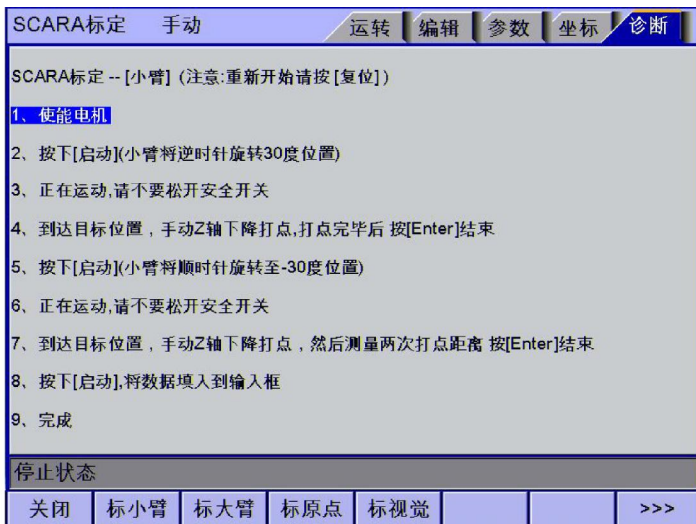 SCARA标定 手动 运转 编辑 参数 坐标 诊断
SCARA标定 -- [小臂] (注意:重新开始请按 [复位] )
1、使能电机
2、按下[启动](小臂将逆时针旋转30度位置)
3、正在运动,请不要松开安全开关
4、到达目标位置，手动Z轴下降打点,打点完毕后 按[Enter]结束
5、按下[启动](小臂将顺时针旋转至-30度位置)
6、正在运动,请不要松开安全开关
7、到达目标位置，手动Z轴下降打点，然后测量两次打点距离 按[Enter]结束
8、按下[启动],将数据填入到输入框
9、完成
停止状态
关闭 标小臂 标大臂 标原点 标视觉 >>>